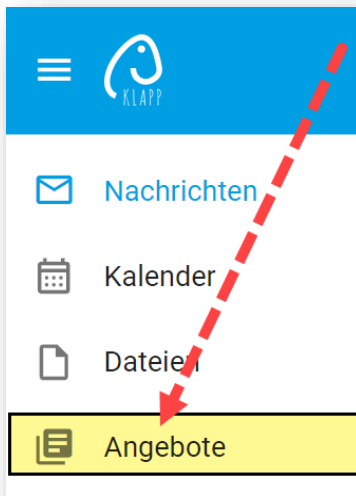 KLAPP
Nachrichten
Kalender
Dateien
Angebote